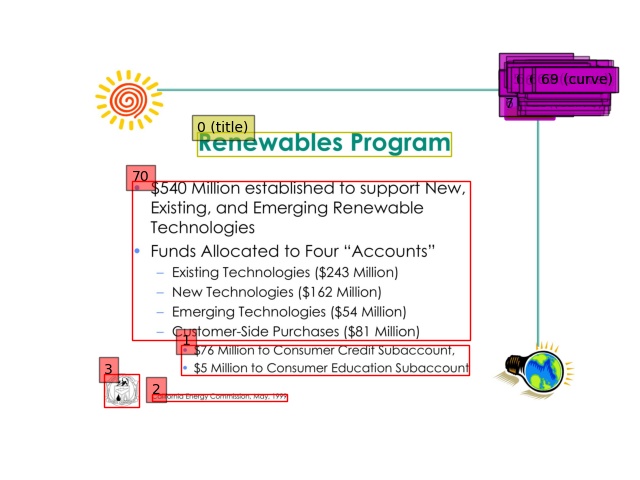 69 (curve)
7
0 (title)
Renewables Program
70
• $540 Million established to support New,
Existing, and Emerging Renewable
Technologies
• Funds Allocated to Four “Accounts”
– Existing Technologies ($243 Million)
– New Technologies ($162 Million)
– Emerging Technologies ($54 Million)
– Customer-Side Purchases ($81 Million)
1
• $76 Million to Consumer Credit Subaccount,
• $5 Million to Consumer Education Subaccount
3
2
California Energy Commission, May, 1999